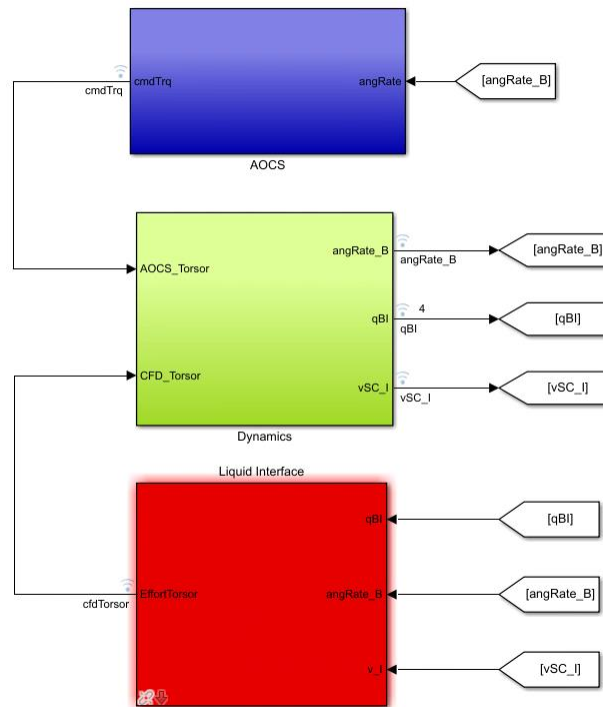 cmdTrq
angRate
[angRate_B]
cmdTrq
AOCS
AOCS_Torsor
angRate_B
[angRate_B]
angRate_B
4
qBI
[qBI]
qBI
CFD_Torsor
vSC_I
[vSC_I]
vSC_I
Dynamics
Liquid Interface
qBI
[qBI]
EffortTorsor
angRate_B
[angRate_B]
cfdTorsor
v_I
[vSC_I]